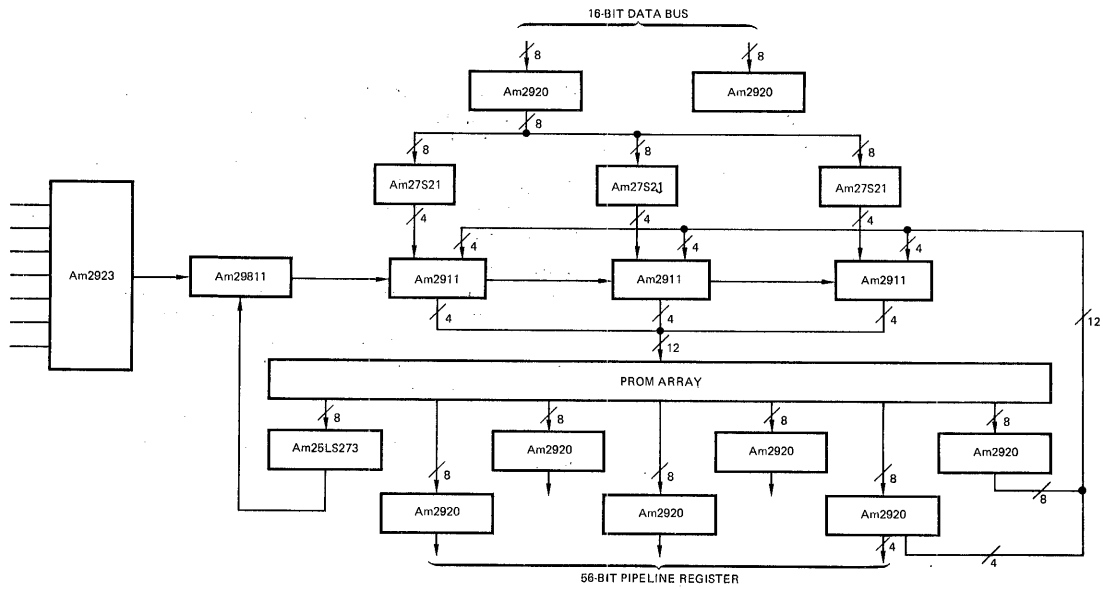 16-BIT DATA BUS
8
8
Am2920
Am2920
8
8
8
8
Am27S21
Am27S21
Am27S21
4
4
4
4
4
4
Am2923
Am29811
Am2911
Am2911
Am2911
4
4
4
12
12
PROM ARRAY
8
8
8
8
Am25LS273
Am2920
Am2920
Am2920
8
8
8
8
Am2920
Am2920
Am2920
4
4
56-BIT PIPELINE REGISTER